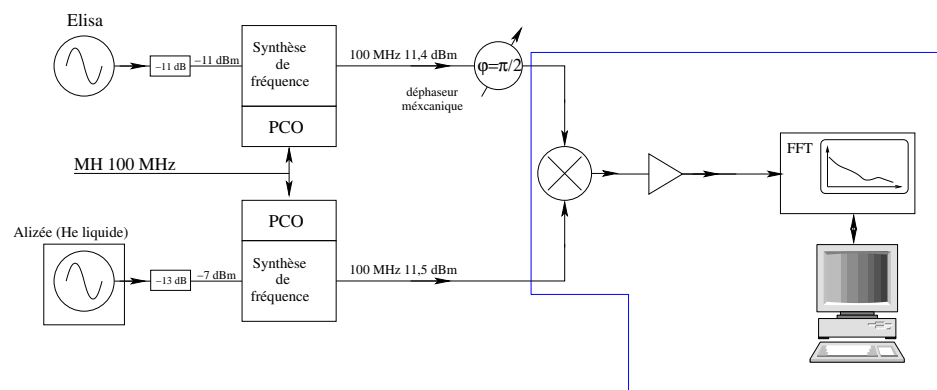 Elisa
−11 dB
−11 dBm
Synthèse
de
fréquence
PCO
100 MHz 11,4 dBm
φ=π/2
déphaseur
méxcanique
MH 100 MHz
FFT
Alizée (He liquide)
−13 dB
−7 dBm
PCO
Synthèse
de
fréquence
100 MHz 11,5 dBm